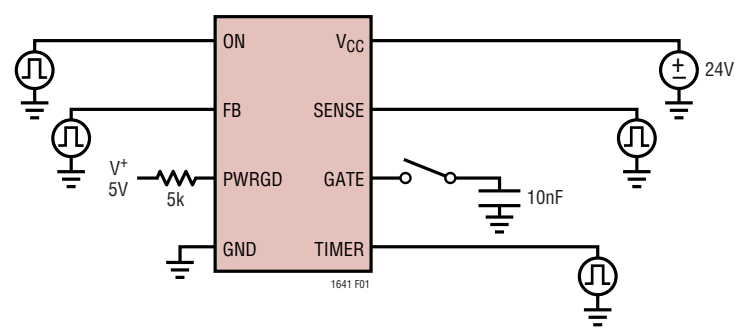 ON
VCC
24V
FB
SENSE
V+
5V
5k
PWRGD
GATE
10nF
GND
TIMER
1641 F01